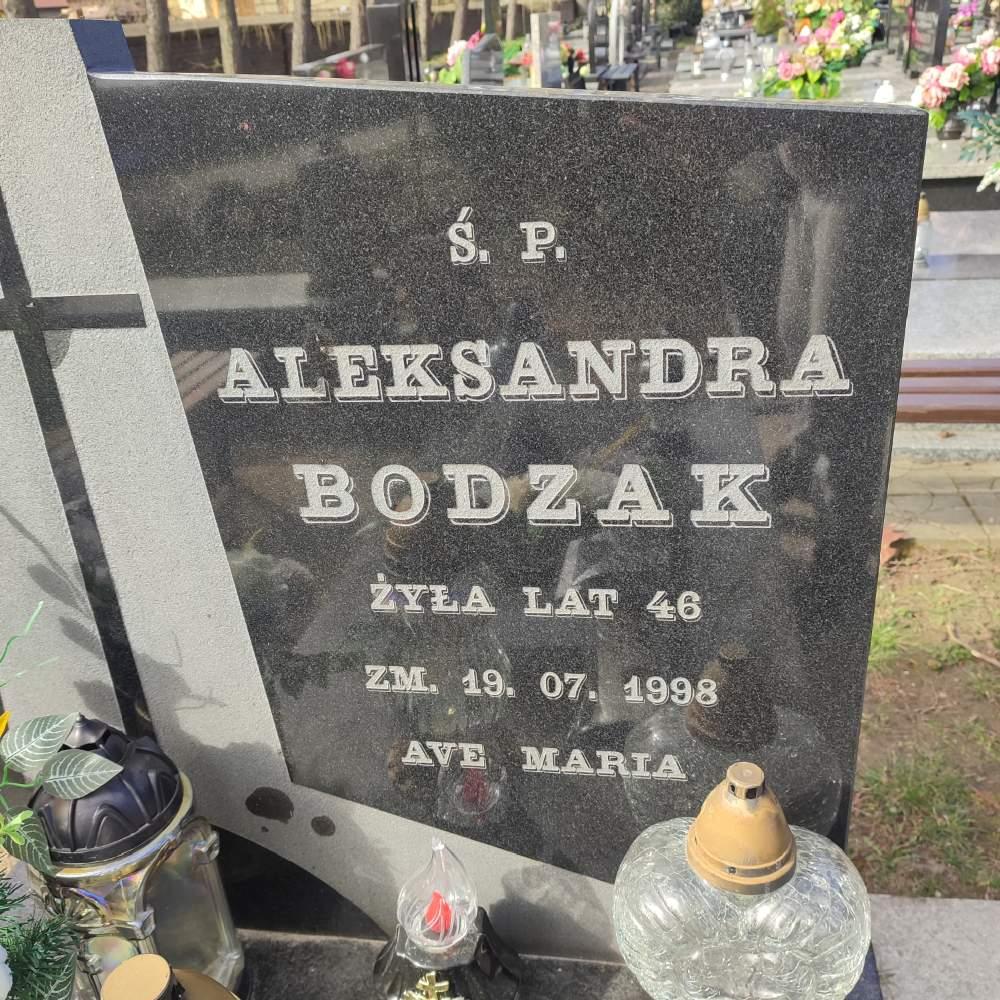 Ś. P.
ALEKSANDRA
BODZAK
ŻYŁA LAT 46
ZM. 19. 07. 1998
AVE MARIA